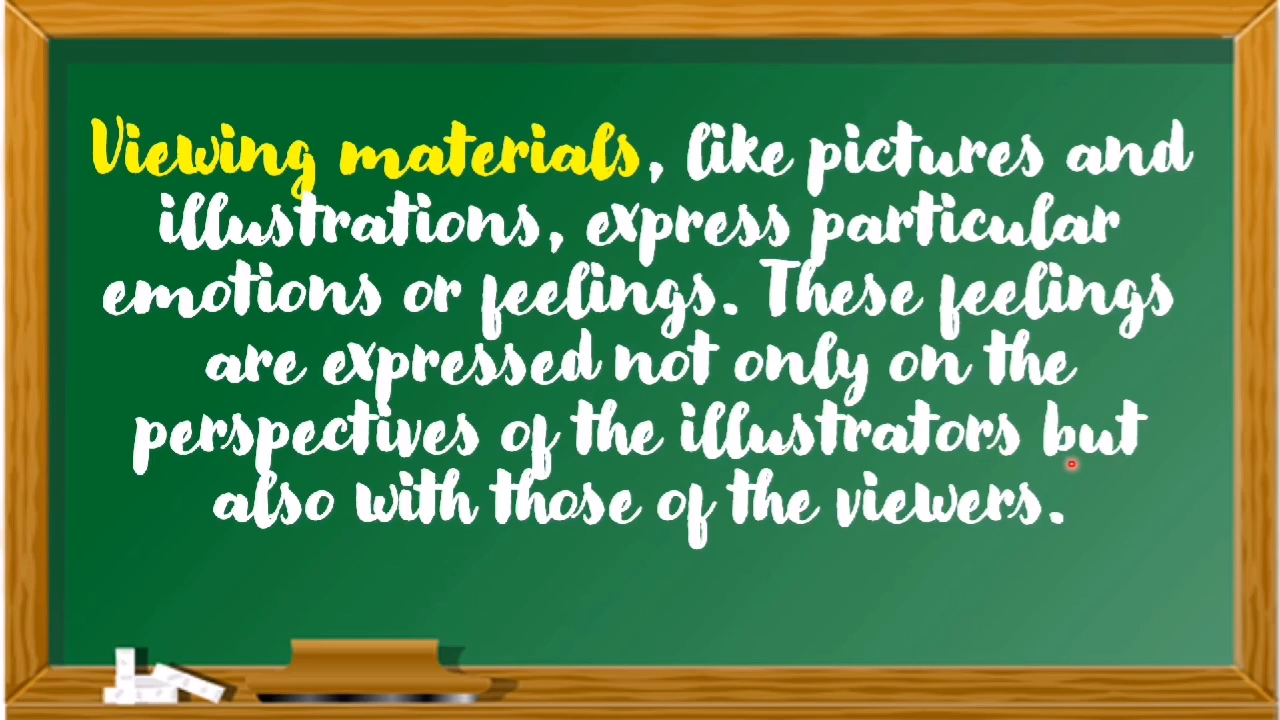 Viewing materials, like pictures and
illustrations, express particular
emotions or feelings. These feelings
are expressed not only on the
perspectives of the illustrators but
also with those of the viewers.